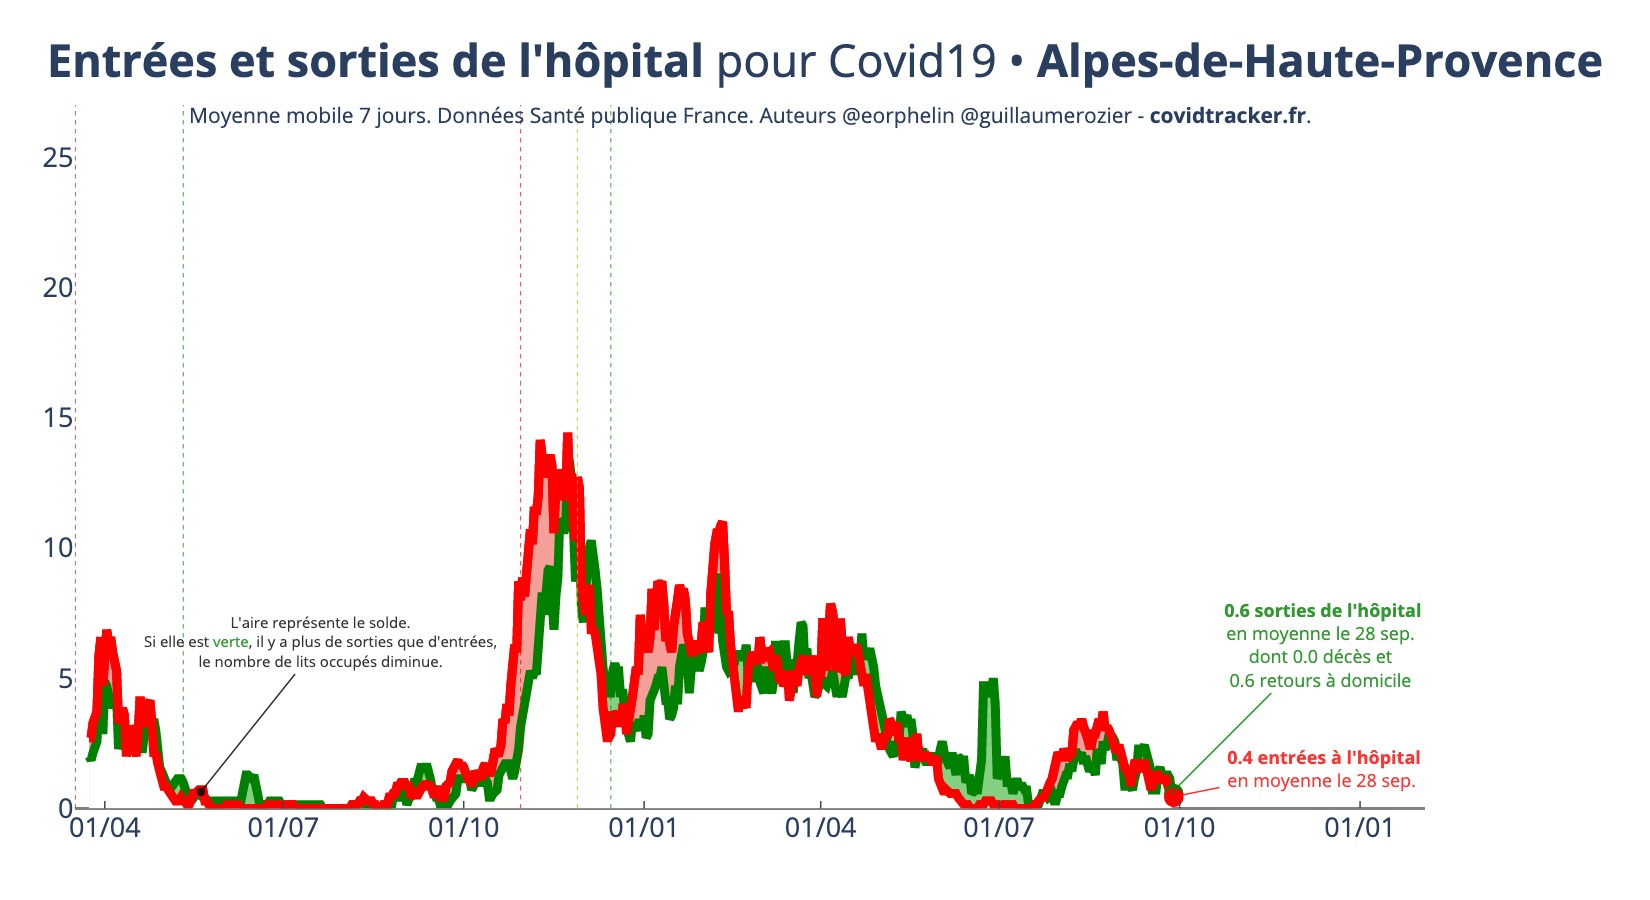 Entrées et sorties de l'hôpital pour Covid19 • Alpes-de-Haute-Provence
Moyenne mobile 7 jours. Données Santé publique France. Auteurs @eorphelin @guillaumerozier - covidtracker.fr.
25
20
15
10
5
0
L'aire représente le solde.
Si elle est verte, il y a plus de sorties que d'entrées,
le nombre de lits occupés diminue.
0.6 sorties de l'hôpital
en moyenne le 28 sep.
dont 0.0 décès et
0.6 retours à domicile
0.4 entrées à l'hôpital
en moyenne le 28 sep.
01/04 01/07 01/10 01/01 01/04 01/07 01/10 01/01